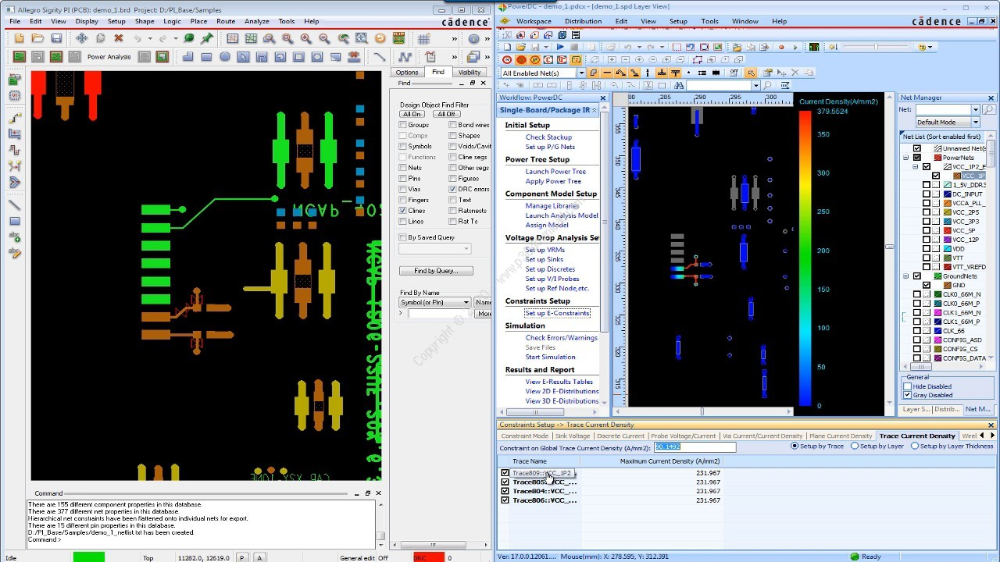 Allegro Sigrity PI (PCB): demo_1.brd Project: D:/PI_Base/Samples
File Edit View Display Setup Shape Logic Place Route Analyze Tools Help
cādence
Power Analysis
Options Find Visibility
Find
Design Object Find Filter
All On All Off
Groups Bond wires
Comps Shapes
Symbols Voids/Cavit
Functions Cline segs
Nets Other segs
Pins Figures
Vias DRC errors
Fingers Text
Clines Ratsnests
Lines Rat Ts
By Saved Query
Find by Query...
Find By Name
Symbol (or Pin) Name
> More
Command
There are 155 different component properties in this database.
There are 377 different net properties in this database.
Hierarchical net constraints have been flattened onto individual nets for export.
There are 15 different pin properties in this database.
D:/PI_Base/Samples/demo_1_netlist.txt has been created.
Command >
Idle Top 11282.0, 1R619.0 P A General edit Off DRC 0
PowerDC - demo_1.pdcx - [demo_1.spd Layer View]
Workspace Distribution Edit View Setup Tools Window Help
cādence
All Enabled Net(s)
Workflow: PowerDC
Single-Board/Package IR
Initial Setup
Check Stackup
Set up P/G Nets
Power Tree Setup
Launch Power Tree
Apply Power Tree
Component Model Setup
Manage Libraries
Launch Analysis Model
Assign Model
Voltage Drop Analysis Set
Set up VRMs
Set up Sinks
Set up Discretes
Set up V/I Probes
Set up Ref Node,etc.
Constraints Setup
Set up E-Constraints
Simulation
Check Errors/Warnings
Save Files
Start Simulation
Results and Report
View E-Results Tables
View 2D E-Distributions
View 3D E-Distributions
80 285 290 295 300
355
350
345
340
335
330
325
320
315
Current Density(A/mm2)
379.5524
350
300
250
200
150
100
50
0
Net Manager
Net:
Default Mode
Net List (Sort enabled first)
Unnamed Net(
PowerNets
VCC_1P2_E
VCC_1P
1_5V_DDR3
DC_INPUT
VCC3_PLL_
VCC_2P5
VCC_3P3
VCC_5P
VCC_12P
VDD
VTT
VTT_VREFD
GroundNets
GND
CLK0_66M_N
CLK0_66M_P
CLK1_66M_N
CLK1_66M_P
CLK_66
CONFIG_ASD
CONFIG_CS
CONFIG_DATA
General
Hide Disabled
Gray Disabled
Layer S... Distrib... Net M...
Constraints Setup -> Trace Current Density
Constraint Mode Sink Voltage Discrete Current Probe Voltage/Current Via Current/Current Density Plane Current Density Trace Current Density
Constraint on Global Trace Current Density (A/mm2): 90.1492 Setup by Trace Setup by Layer Setup by Layer Thickness
Trace Name Maximum Current Density (A/mm2)
Trace809::VCC_1P2 231.967
Trace805::VCC_... 231.967
Trace804::VCC_... 231.967
Trace806::VCC_... 231.967
Ver: 17.0.0.12061.... Mouse(mm): X: 278.595, Y: 312.391 Ready